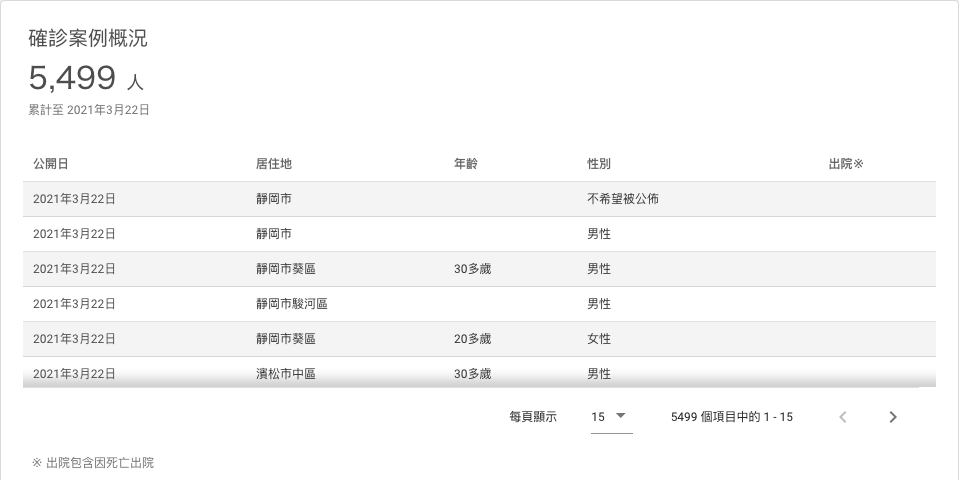 確診案例概況
5,499 人
累計至 2021年3月22日
公開日 居住地 年齡 性別 出院※
2021年3月22日 靜岡市 不希望被公佈
2021年3月22日 靜岡市 男性
2021年3月22日 靜岡市葵區 30多歲 男性
2021年3月22日 靜岡市駿河區 男性
2021年3月22日 靜岡市葵區 20多歲 女性
2021年3月22日 濱松市中區 30多歲 男性
每頁顯示 15 5499 個項目中的 1 - 15
※ 出院包含因死亡出院